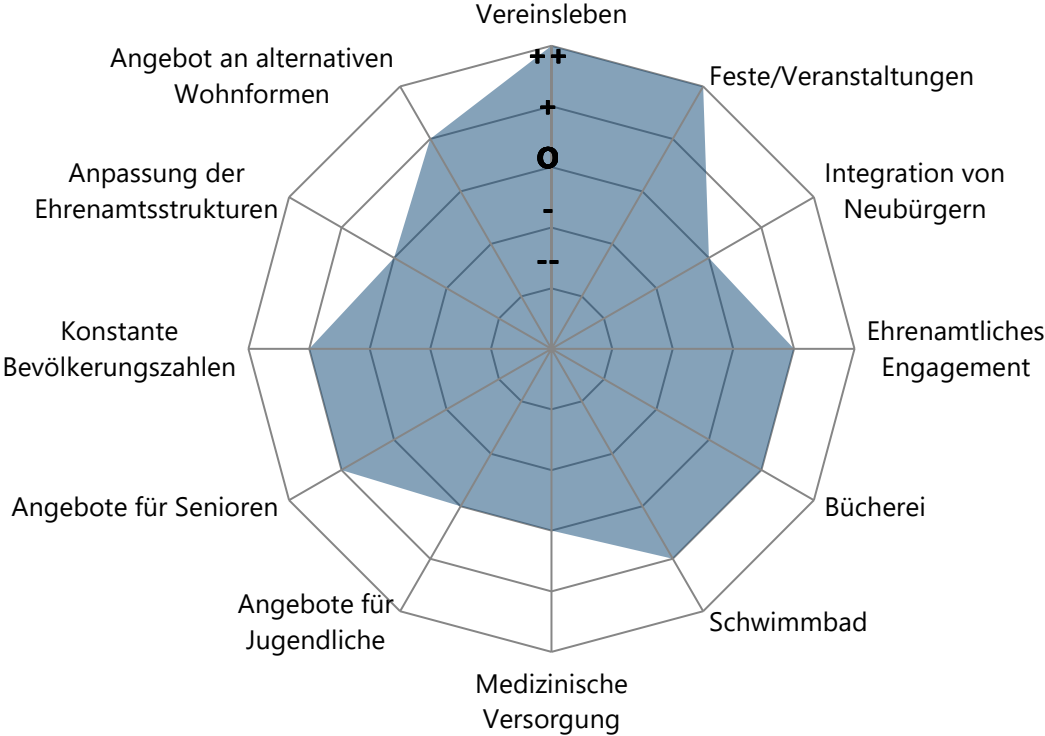 Vereinsleben
++
+
o
-
--
Feste/Veranstaltungen
Integration von
Neubürgern
Ehrenamtliches
Engagement
Bücherei
Schwimmbad
Medizinische
Versorgung
Angebote für
Jugendliche
Angebote für Senioren
Konstante
Bevölkerungszahlen
Anpassung der
Ehrenamtsstrukturen
Angebot an alternativen
Wohnformen